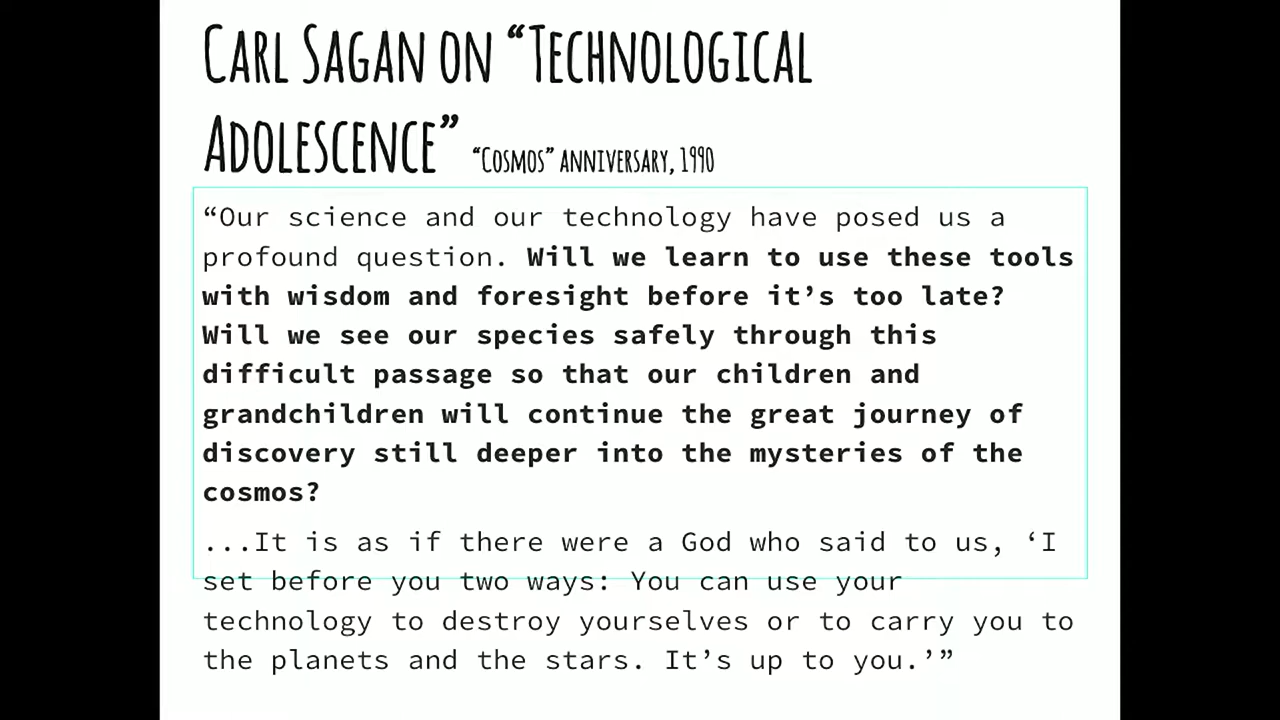 Carl Sagan on “Technological
Adolescence” “Cosmos” anniversary, 1990
“Our science and our technology have posed us a
profound question. Will we learn to use these tools
with wisdom and foresight before it’s too late?
Will we see our species safely through this
difficult passage so that our children and
grandchildren will continue the great journey of
discovery still deeper into the mysteries of the
cosmos?
...It is as if there were a God who said to us, ‘I
set before you two ways: You can use your
technology to destroy yourselves or to carry you to
the planets and the stars. It’s up to you.’”